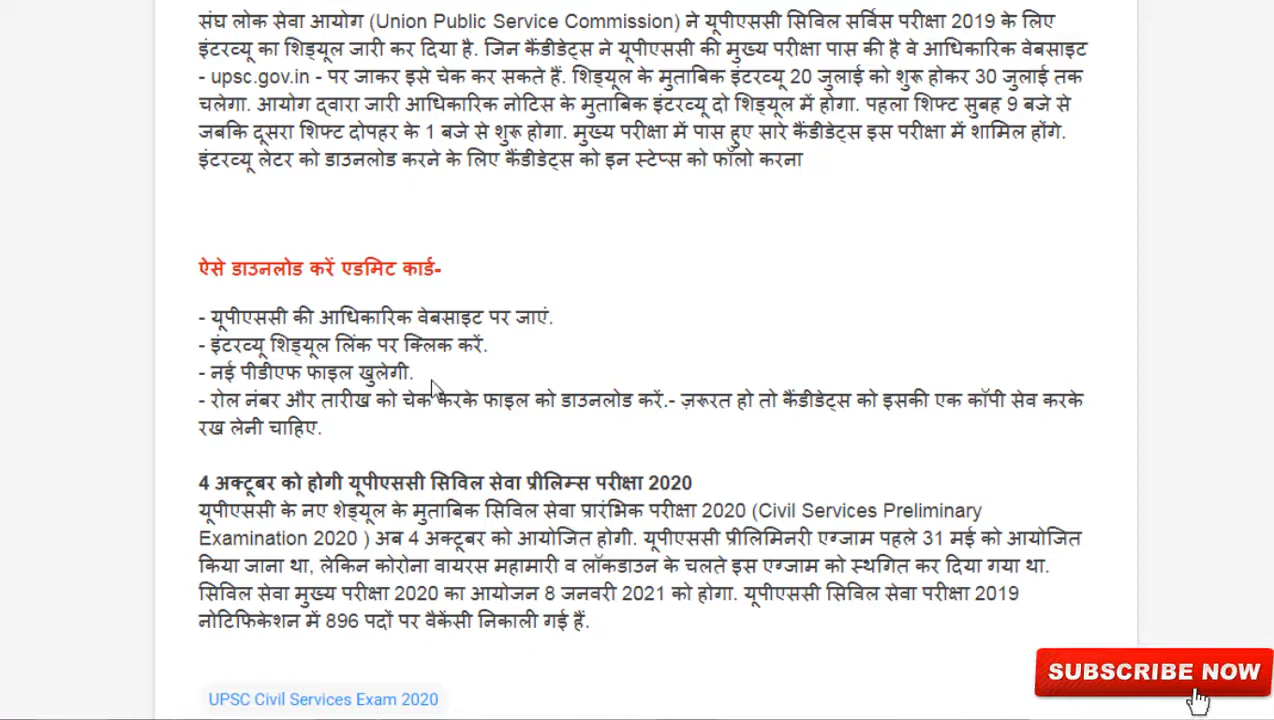 संघ लोक सेवा आयोग (Union Public Service Commission) ने यूपीएससी सिविल सर्विस परीक्षा 2019 के लिए
इंटरव्यू का शिड्यूल जारी कर दिया है. जिन कैंडीडेट्स ने यूपीएससी की मुख्य परीक्षा पास की है वे आधिकारिक वेबसाइट
- upsc.gov.in - पर जाकर इसे चेक कर सकते हैं. शिड्यूल के मुताबिक इंटरव्यू 20 जुलाई को शुरू होकर 30 जुलाई तक
चलेगा. आयोग द्वारा जारी आधिकारिक नोटिस के मुताबिक इंटरव्यू दो शिड्यूल में होगा. पहला शिफ्ट सुबह 9 बजे से
जबकि दूसरा शिफ्ट दोपहर के 1 बजे से शुरू होगा. मुख्य परीक्षा में पास हुए सारे कैंडीडेट्स इस परीक्षा में शामिल होंगे.
इंटरव्यू लेटर को डाउनलोड करने के लिए कैंडीडेट्स को इन स्टेप्स को फॉलो करना
ऐसे डाउनलोड करें एडमिट कार्ड-
- यूपीएससी की आधिकारिक वेबसाइट पर जाएं.
- इंटरव्यू शिड्यूल लिंक पर क्लिक करें.
- नई पीडीएफ फाइल खुलेगी.
- रोल नंबर और तारीख को चेक करके फाइल को डाउनलोड करें.- ज़रूरत हो तो कैंडीडेट्स को इसकी एक कॉपी सेव करके
रख लेनी चाहिए.
4 अक्टूबर को होगी यूपीएससी सिविल सेवा प्रीलिम्स परीक्षा 2020
यूपीएससी के नए शेड्यूल के मुताबिक सिविल सेवा प्रारंभिक परीक्षा 2020 (Civil Services Preliminary
Examination 2020 ) अब 4 अक्टूबर को आयोजित होगी. यूपीएससी प्रीलिमिनरी एग्जाम पहले 31 मई को आयोजित
किया जाना था, लेकिन कोरोना वायरस महामारी व लॉकडाउन के चलते इस एग्जाम को स्थगित कर दिया गया था.
सिविल सेवा मुख्य परीक्षा 2020 का आयोजन 8 जनवरी 2021 को होगा. यूपीएससी सिविल सेवा परीक्षा 2019
नोटिफिकेशन में 896 पदों पर वैकेंसी निकाली गई हैं.
SUBSCRIBE NOW
UPSC Civil Services Exam 2020